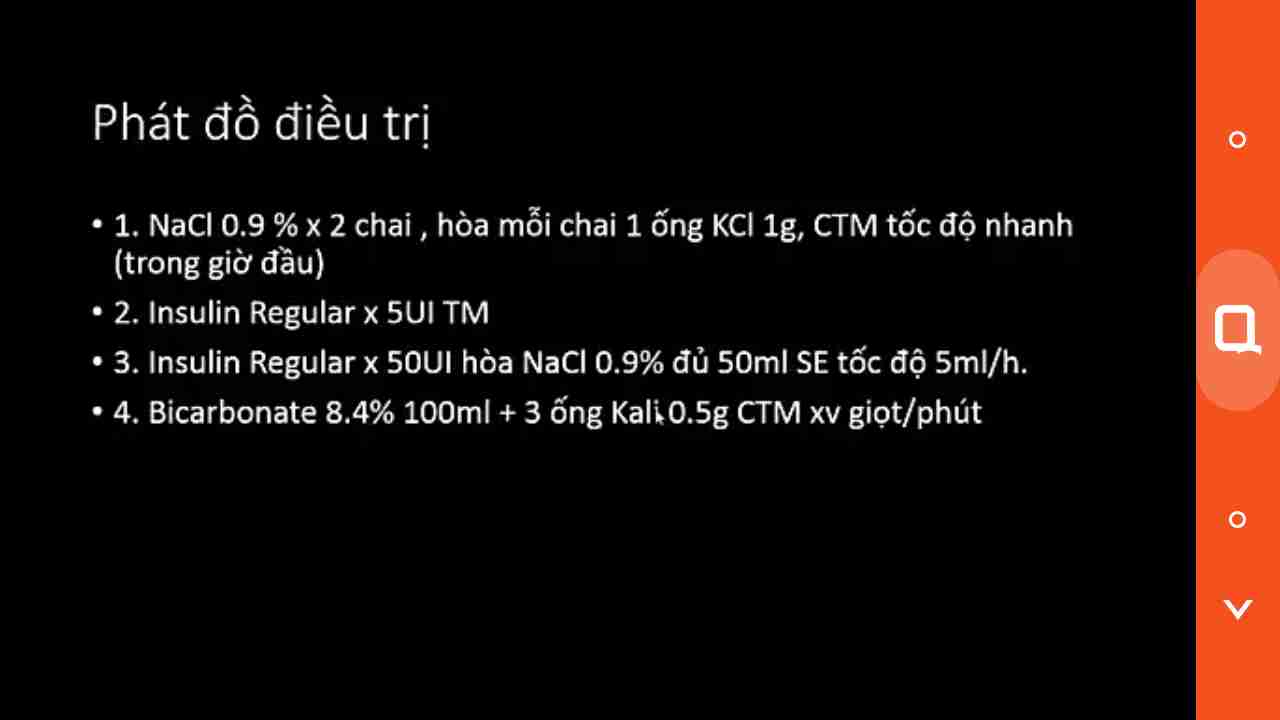 Phát đồ điều trị
• 1. NaCl 0.9 % x 2 chai , hòa mỗi chai 1 ống KCl 1g, CTM tốc độ nhanh
(trong giờ đầu)
• 2. Insulin Regular x 5UI TM
• 3. Insulin Regular x 50UI hòa NaCl 0.9% đủ 50ml SE tốc độ 5ml/h.
• 4. Bicarbonate 8.4% 100ml + 3 ống Kali 0.5g CTM xv giọt/phút